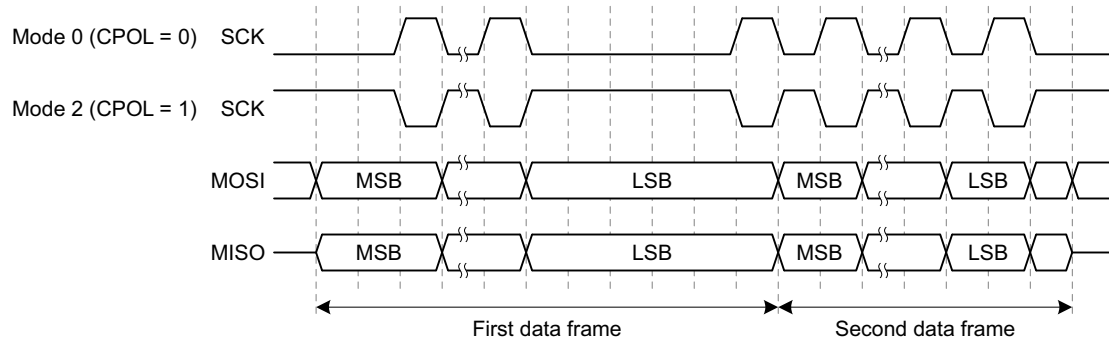 Mode 0 (CPOL = 0) SCK
Mode 2 (CPOL = 1) SCK
MOSI MSB LSB MSB LSB
MISO MSB LSB MSB LSB
First data frame Second data frame